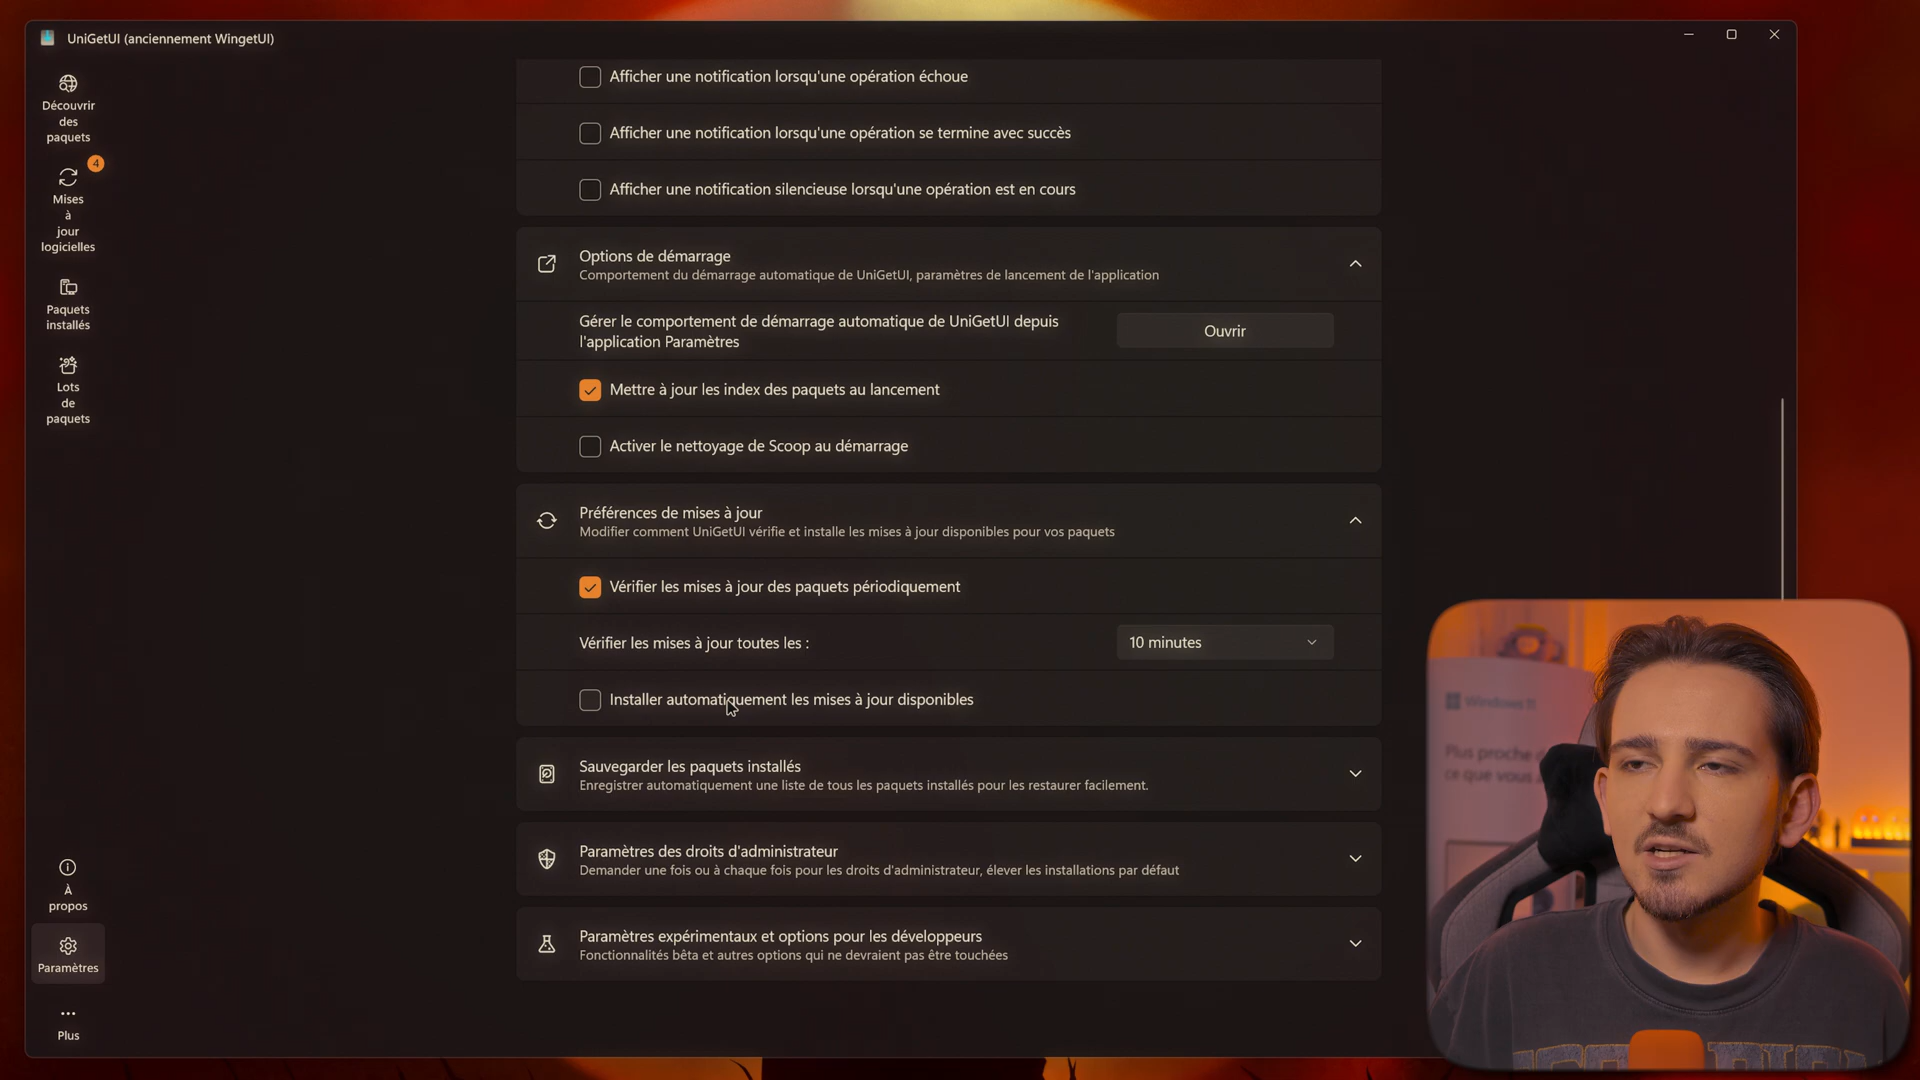 UniGetUI (anciennement WingetUI)
Découvrir
des
paquets
4
Mises
à
jour
logicielles
Paquets
installés
Lots
de
paquets
À
propos
Paramètres
Plus
Afficher une notification lorsqu'une opération échoue
Afficher une notification lorsqu'une opération se termine avec succès
Afficher une notification silencieuse lorsqu'une opération est en cours
Options de démarrage
Comportement du démarrage automatique de UniGetUI, paramètres de lancement de l'application
Gérer le comportement de démarrage automatique de UniGetUI depuis
l'application Paramètres
Ouvrir
Mettre à jour les index des paquets au lancement
Activer le nettoyage de Scoop au démarrage
Préférences de mises à jour
Modifier comment UniGetUI vérifie et installe les mises à jour disponibles pour vos paquets
Vérifier les mises à jour des paquets périodiquement
Vérifier les mises à jour toutes les :
10 minutes
Installer automatiquement les mises à jour disponibles
Sauvegarder les paquets installés
Enregistrer automatiquement une liste de tous les paquets installés pour les restaurer facilement.
Paramètres des droits d'administrateur
Demander une fois ou à chaque fois pour les droits d'administrateur, élever les installations par défaut
Paramètres expérimentaux et options pour les développeurs
Fonctionnalités bêta et autres options qui ne devraient pas être touchées
Windows 11
Plus proche
ce que vous